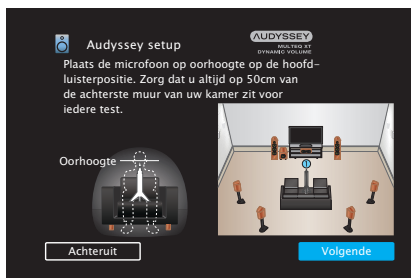 Audyssey setup
AUDYSSEY
MULTEQ XT
DYNAMIC VOLUME
Plaats de microfoon op oorhoogte op de hoofd-
luisterpositie. Zorg dat u altijd op 50cm van
de achterste muur van uw kamer zit voor
iedere test.
Oorhoogte
1
Achteruit
Volgende